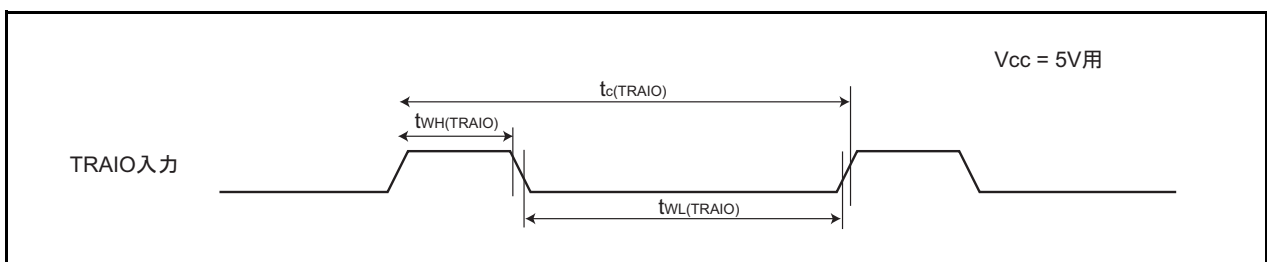 Vcc = 5V用
tc(TRAIO)
tWH(TRAIO)
TRAIO入力
tWL(TRAIO)